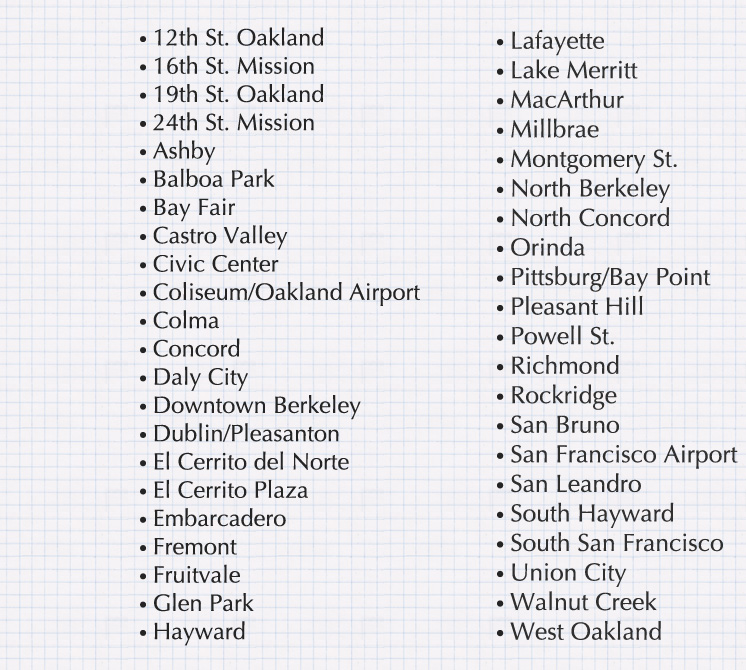 • 12th St. Oakland
• 16th St. Mission
• 19th St. Oakland
• 24th St. Mission
• Ashby
• Balboa Park
• Bay Fair
• Castro Valley
• Civic Center
• Coliseum/Oakland Airport
• Colma
• Concord
• Daly City
• Downtown Berkeley
• Dublin/Pleasanton
• El Cerrito del Norte
• El Cerrito Plaza
• Embarcadero
• Fremont
• Fruitvale
• Glen Park
• Hayward
• Lafayette
• Lake Merritt
• MacArthur
• Millbrae
• Montgomery St.
• North Berkeley
• North Concord
• Orinda
• Pittsburg/Bay Point
• Pleasant Hill
• Powell St.
• Richmond
• Rockridge
• San Bruno
• San Francisco Airport
• San Leandro
• South Hayward
• South San Francisco
• Union City
• Walnut Creek
• West Oakland